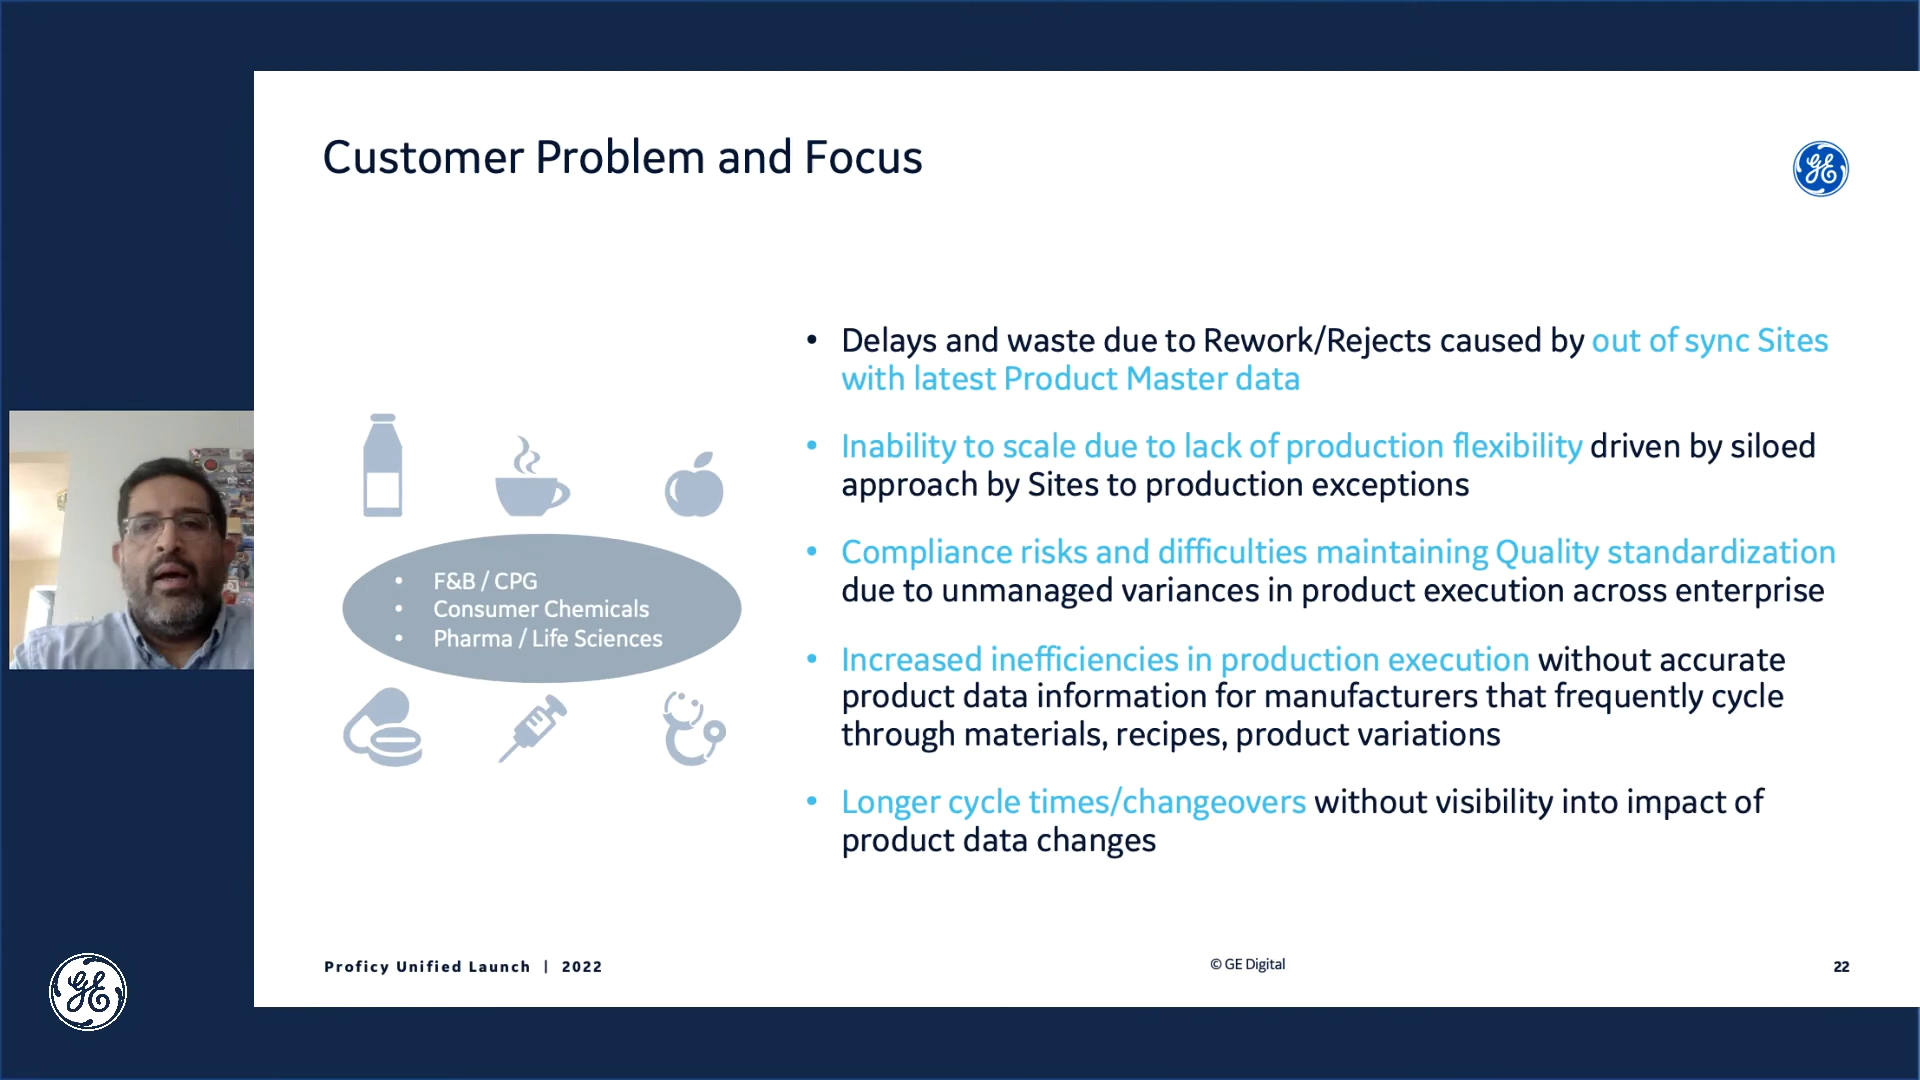 Customer Problem and Focus
GE
• Delays and waste due to Rework/Rejects caused by out of sync Sites
with latest Product Master data
• Inability to scale due to lack of production flexibility driven by siloed
approach by Sites to production exceptions
• Compliance risks and difficulties maintaining Quality standardization
due to unmanaged variances in product execution across enterprise
• Increased inefficiencies in production execution without accurate
product data information for manufacturers that frequently cycle
through materials, recipes, product variations
• Longer cycle times/changeovers without visibility into impact of
product data changes
• F&B / CPG
• Consumer Chemicals
• Pharma / Life Sciences
Proficy Unified Launch | 2022
© GE Digital
22
GE